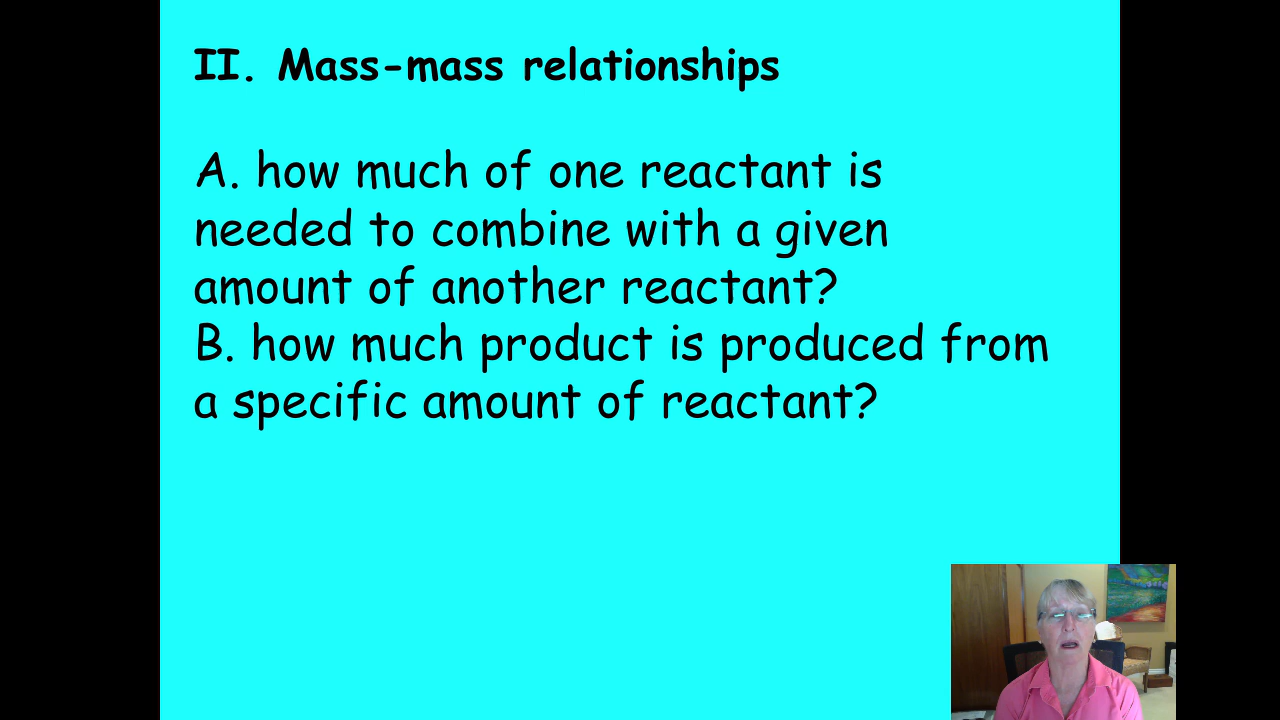 II. Mass-mass relationships
A. how much of one reactant is
needed to combine with a given
amount of another reactant?
B. how much product is produced from
a specific amount of reactant?